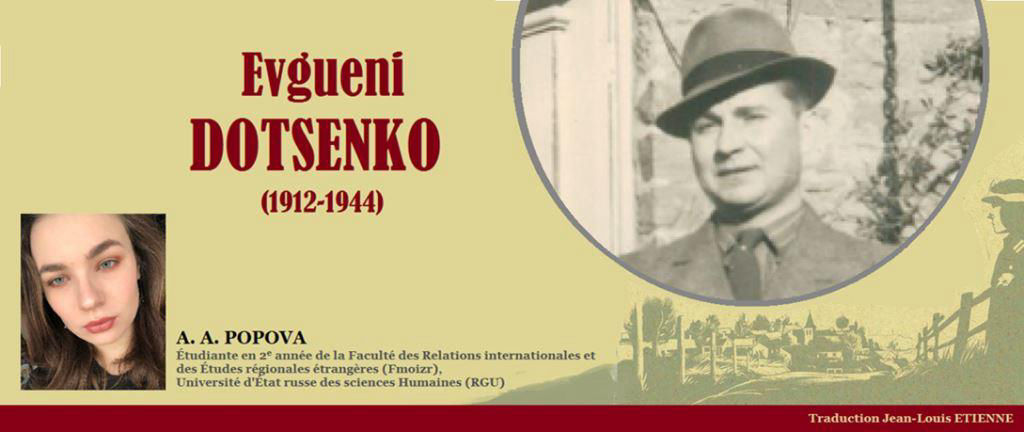 Evgueni
DOTSENKO
(1912-1944)
A. A. POPOVA
Étudiante en 2e année de la Faculté des Relations internationales et
des Études régionales étrangères (Fmoizr),
Université d'État russe des sciences Humaines (RGU)
Traduction Jean-Louis ETIENNE